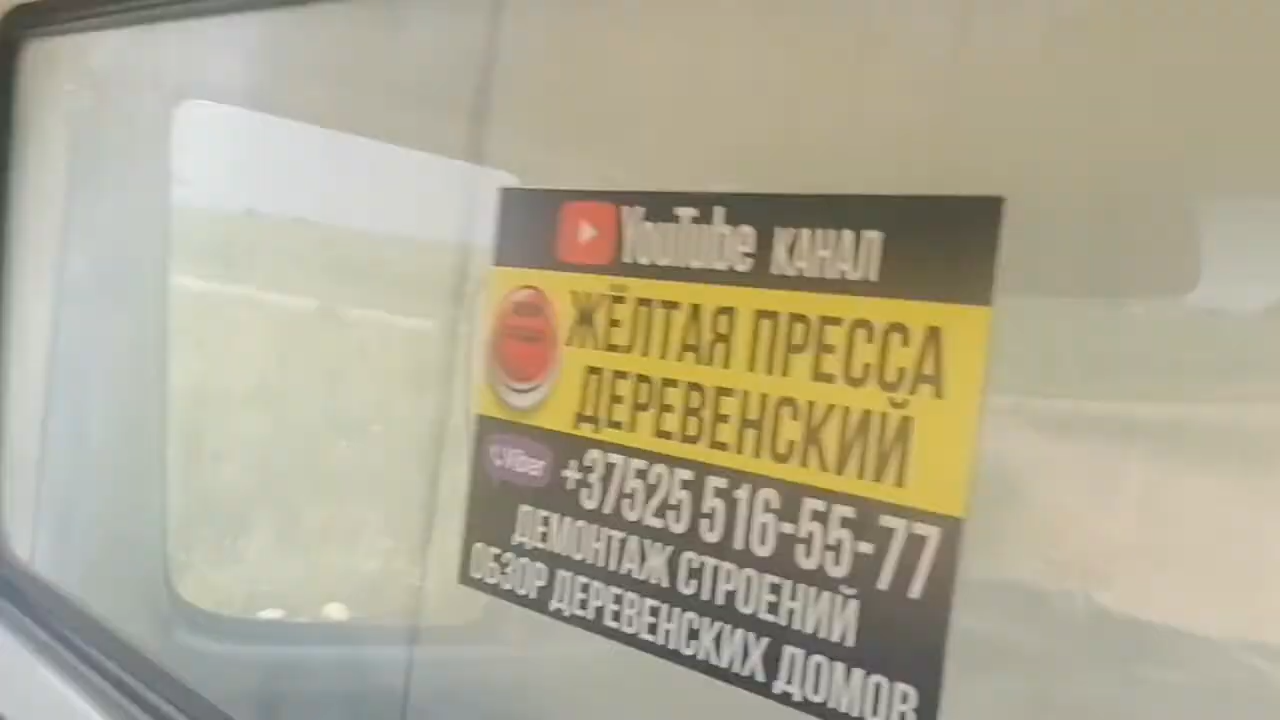 YouTube КАНАЛ
ЖЁЛТАЯ ПРЕССА
ДЕРЕВЕНСКИЙ
Viber +37525 516-55-77
ДЕМОНТАЖ СТРОЕНИЙ
ОБЗОР ДЕРЕВЕНСКИХ ДОМОВ